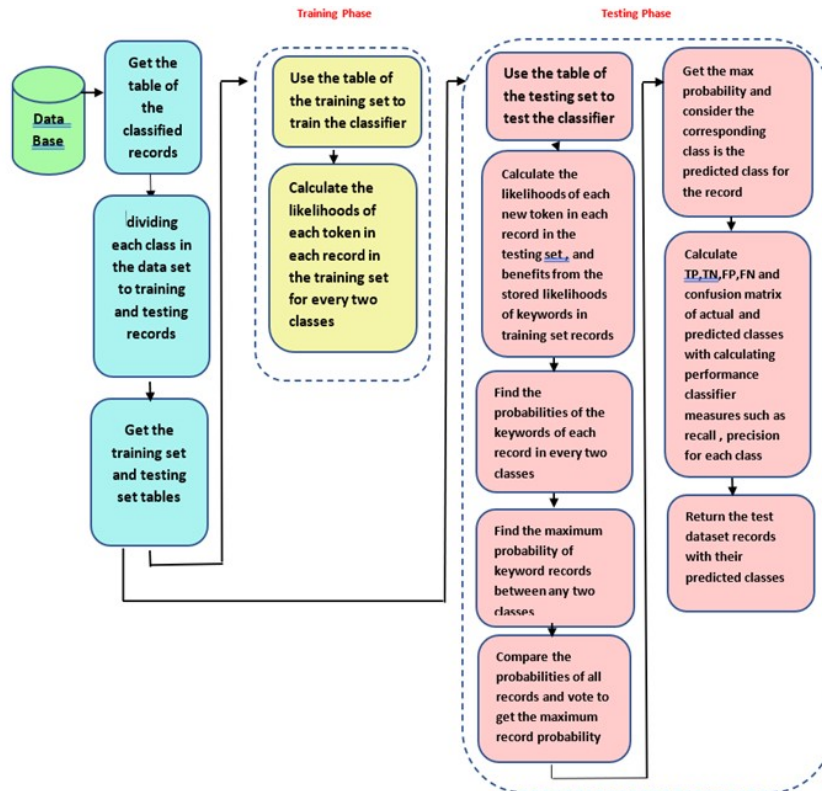 Training Phase
Testing Phase
Data
Base
Get the
table of
the
classified
records
dividing
each class in
the data set
to training
and testing
records
Get the
training set
and testing
set tables
Use the table of
the training set to
train the classifier
Calculate the
likelihoods of
each token in
each record in
the training set
for every two
classes
Use the table of
the testing set to
test the classifier
Calculate the
likelihoods of each
new token in each
record in the
testing set , and
benefits from the
stored likelihoods
of keywords in
training set records
Find the
probabilities of the
keywords of each
record in every two
classes
Find the maximum
probability of
keyword records
between any two
classes
Compare the
probabilities of all
records and vote to
get the maximum
record probability
Get the max
probability and
consider the
corresponding
class is the
predicted class for
the record
Calculate
TP,TN,FP,FN and
confusion matrix
of actual and
predicted classes
with calculating
performance
classifier
measures such as
recall , precision
for each class
Return the test
dataset records
with their
predicted classes